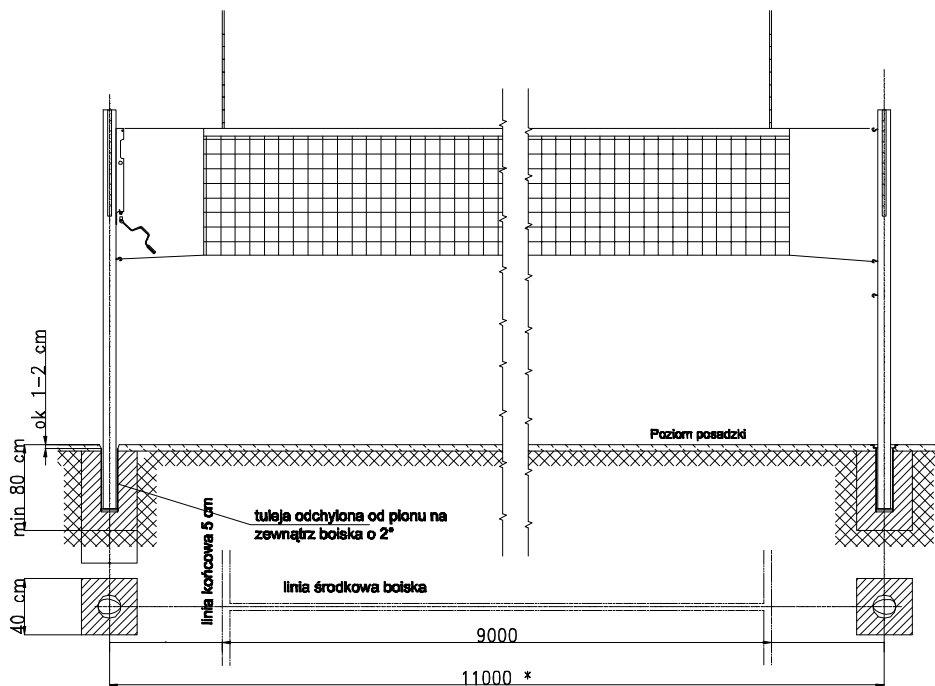 ok 1-2 cm
min 80 cm
40 cm
Poziom posadzki
tuleja odchylona od pionu na
zewnątrz boiska o 2°
linia końcowa 5 cm
linia środkowa boiska
9000
11000 *